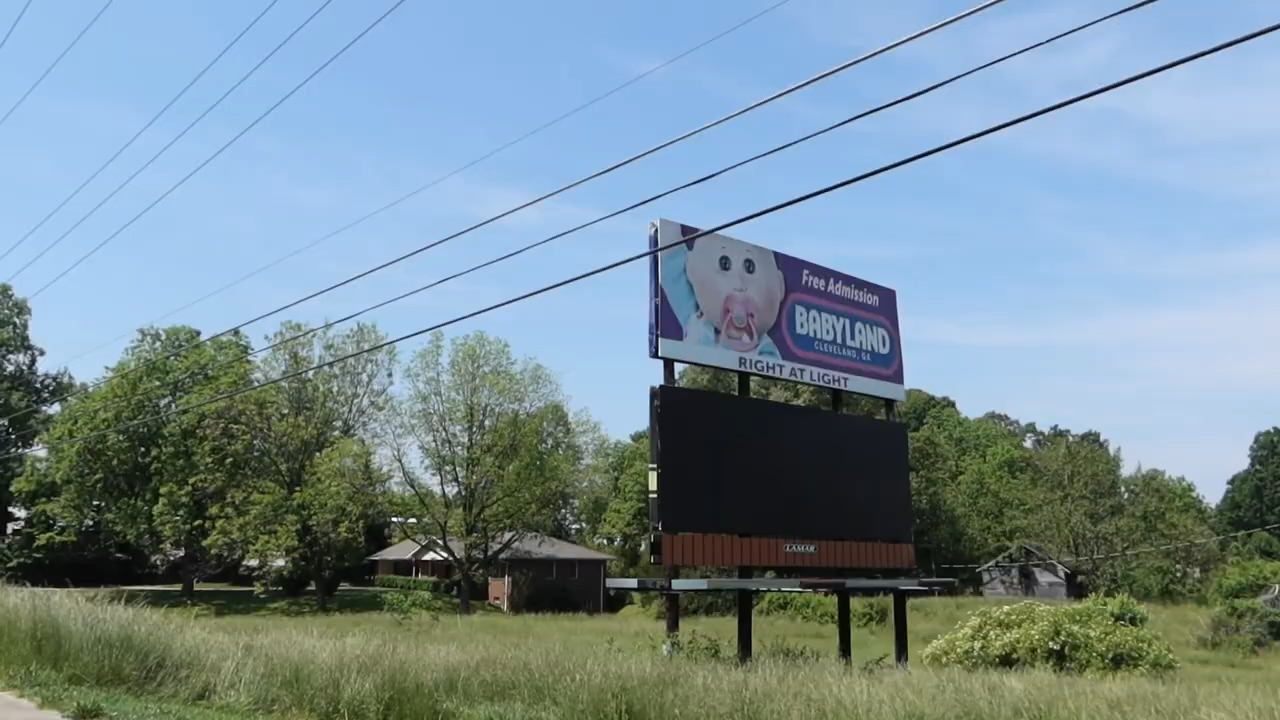 Free Admission
BABYLAND
CLEVELAND, GA
RIGHT AT LIGHT
LAMAR